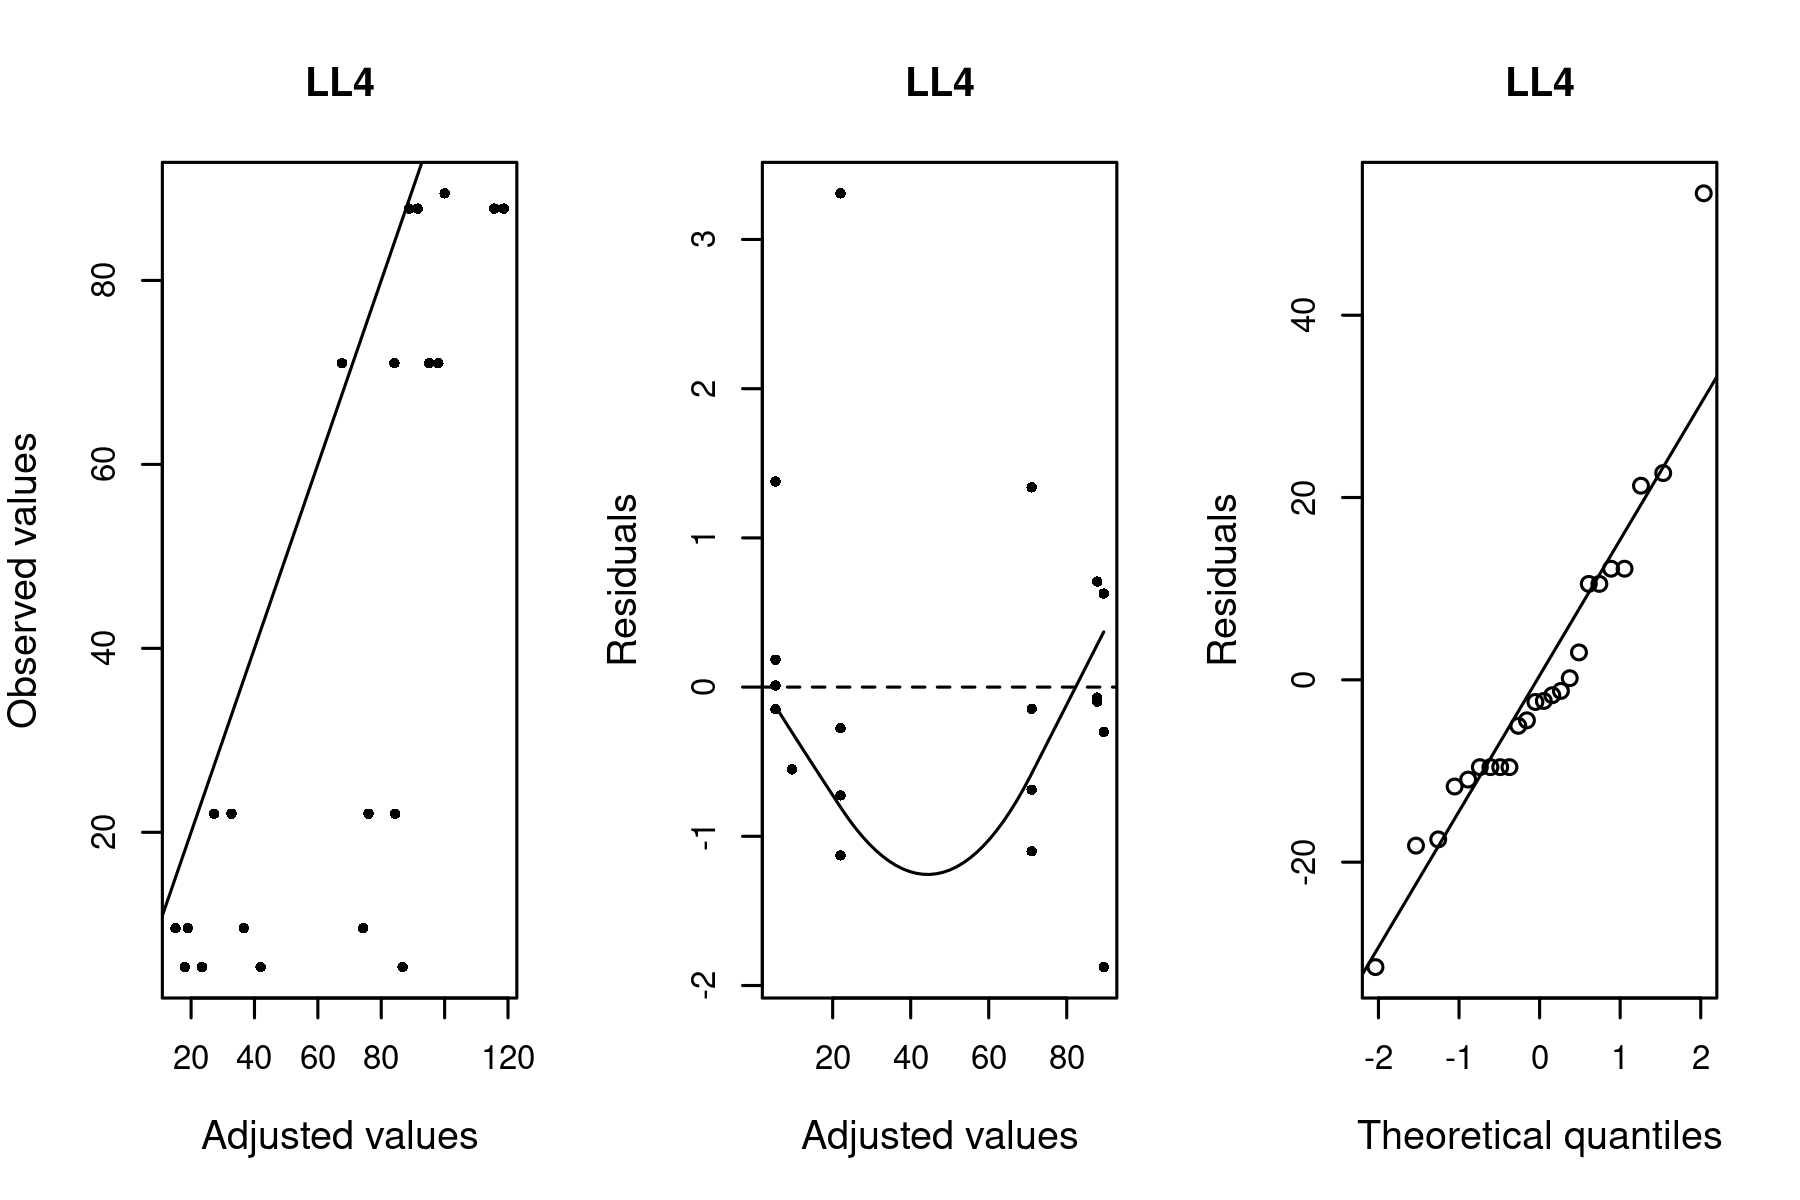 LL4
Observed values
80
60
40
20
20 40 60 80 120
Adjusted values
LL4
Residuals
3
2
1
0
-1
-2
20 40 60 80
Adjusted values
LL4
Residuals
40
20
0
-20
-2 -1 0 1 2
Theoretical quantiles